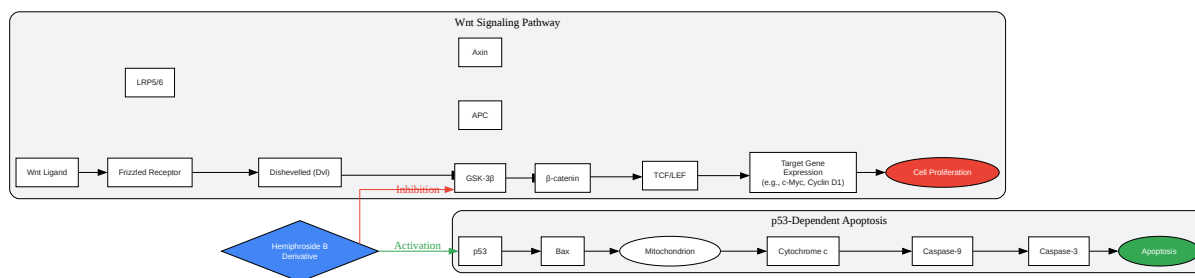 Wnt Signaling Pathway
Axin
LRP5/6
APC
Wnt Ligand
Frizzled Receptor
Dishevelled (Dvl)
GSK-3β
β-catenin
TCF/LEF
Target Gene
Expression
(e.g., c-Myc, Cyclin D1)
Cell Proliferation
Inhibition
p53-Dependent Apoptosis
Hemiphroside B
Derivative
Activation
p53
Bax
Mitochondrion
Cytochrome c
Caspase-9
Caspase-3
Apoptosis